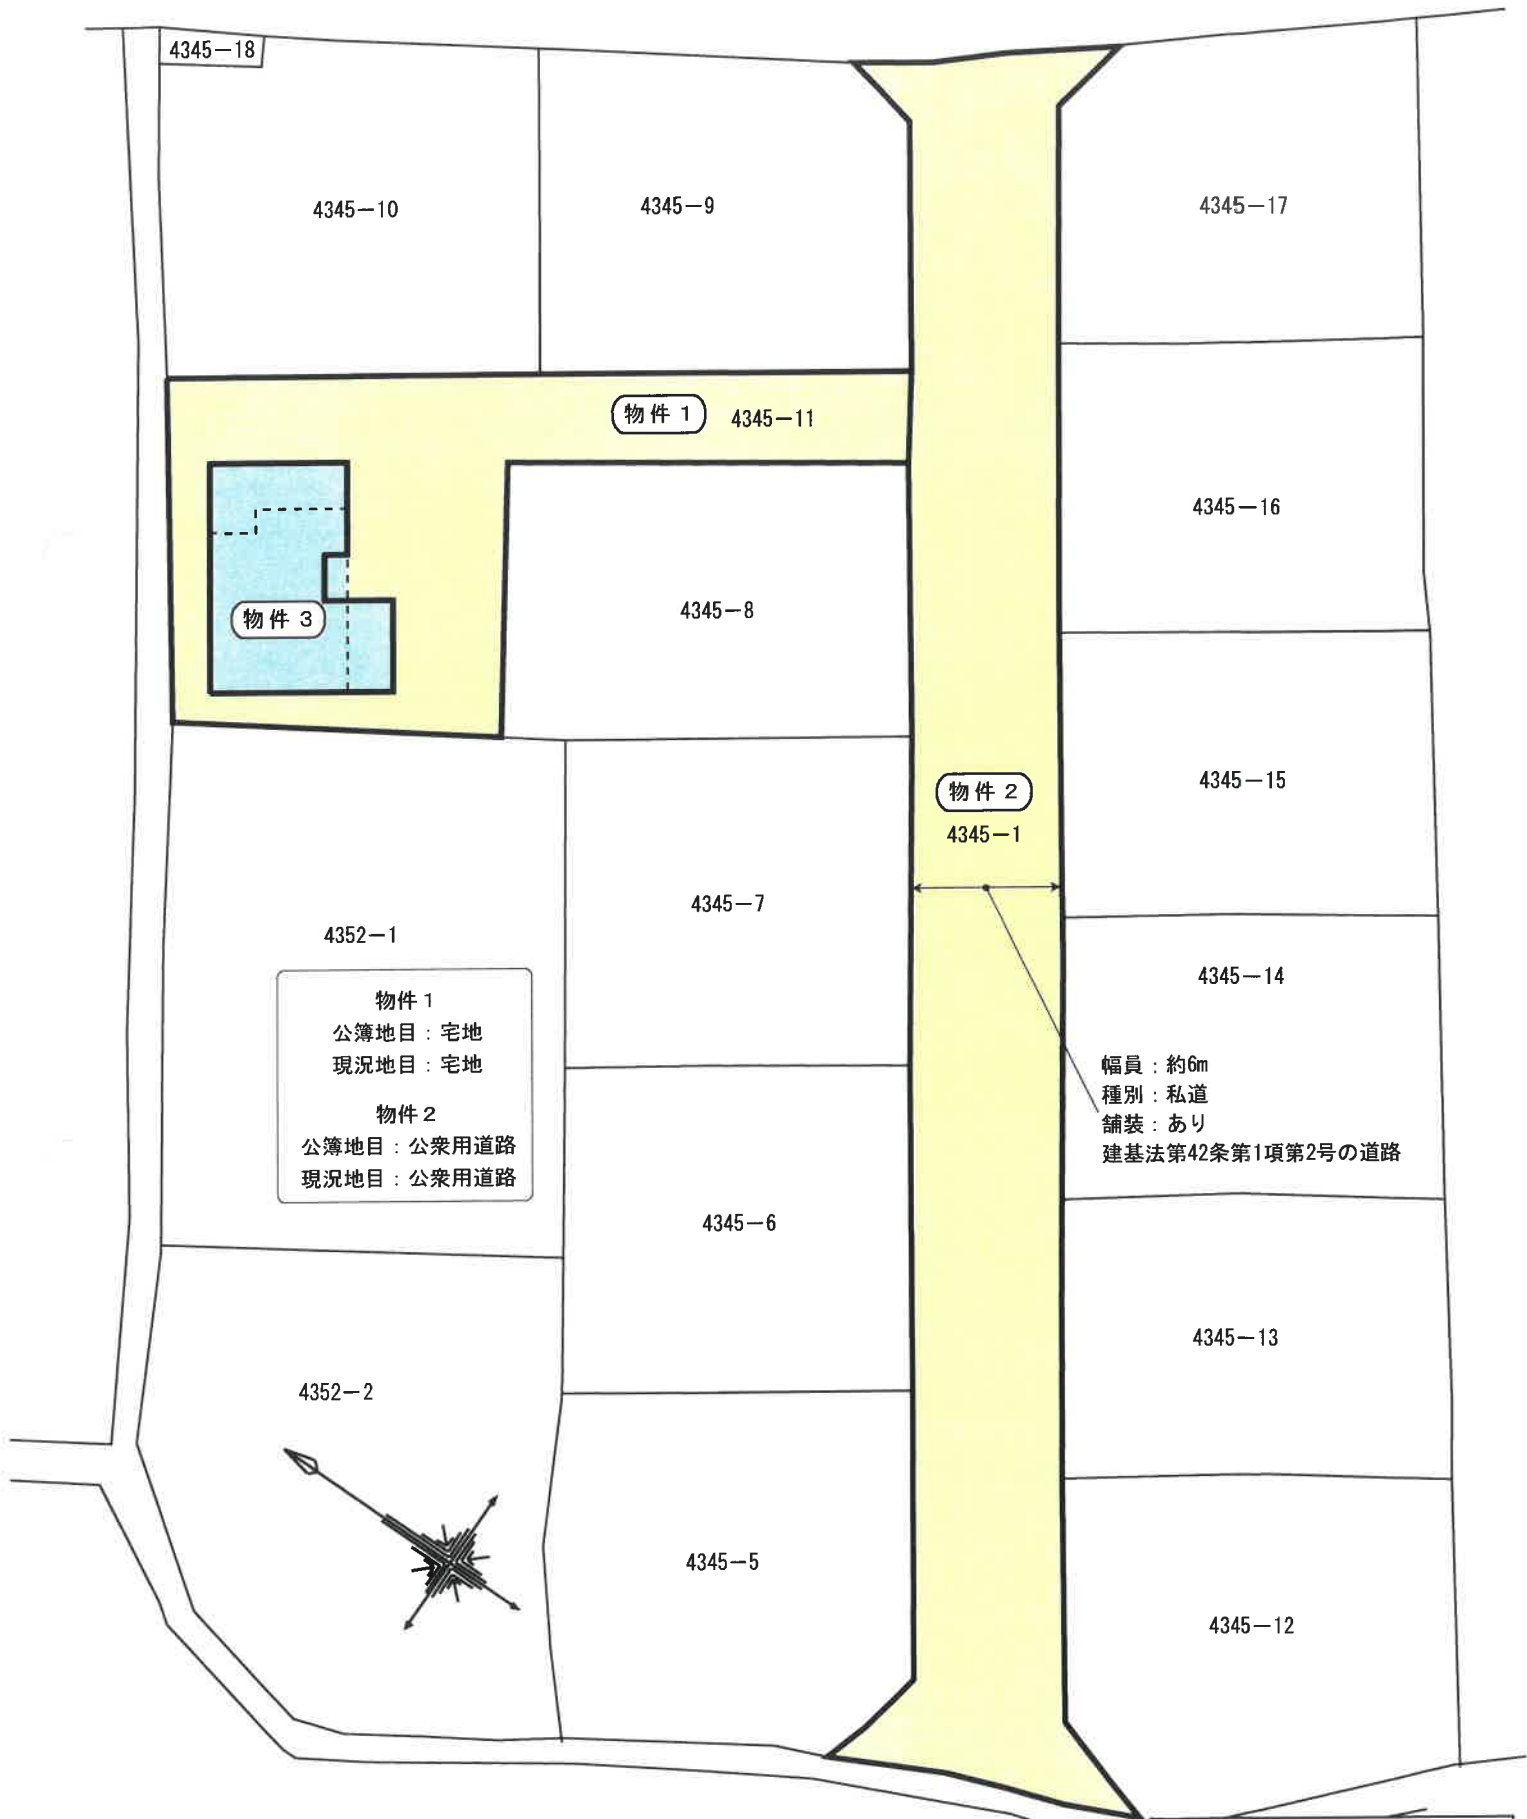 4345-18
4345-10
4345-9
4345-17
物件 1 4345-11
4345-16
物件 3
4345-8
物件 2
4345-15
4345-1
4345-7
4352-1
4345-14
物件 1
公簿地目：宅地
現況地目：宅地
物件 2
公簿地目：公衆用道路
現況地目：公衆用道路
幅員：約6m
種別：私道
舗装：あり
建基法第42条第1項第2号の道路
4345-6
4345-13
4352-2
4345-5
4345-12